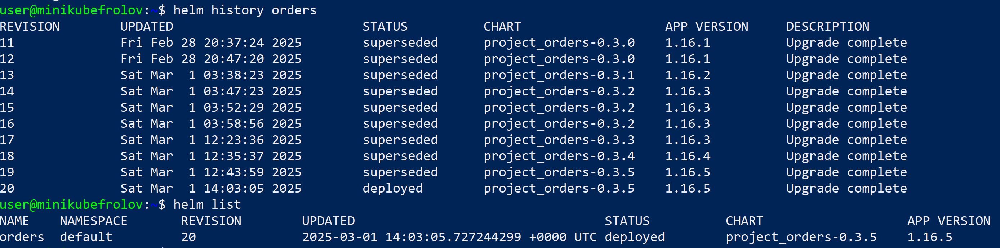 user@minikubefrolov:~$ helm history orders
REVISION UPDATED STATUS CHART APP VERSION DESCRIPTION
11 Fri Feb 28 20:37:24 2025 superseded project_orders-0.3.0 1.16.1 Upgrade complete
12 Fri Feb 28 20:47:20 2025 superseded project_orders-0.3.0 1.16.1 Upgrade complete
13 Sat Mar 1 03:38:23 2025 superseded project_orders-0.3.1 1.16.2 Upgrade complete
14 Sat Mar 1 03:47:23 2025 superseded project_orders-0.3.2 1.16.3 Upgrade complete
15 Sat Mar 1 03:52:29 2025 superseded project_orders-0.3.2 1.16.3 Upgrade complete
16 Sat Mar 1 03:58:56 2025 superseded project_orders-0.3.2 1.16.3 Upgrade complete
17 Sat Mar 1 12:23:36 2025 superseded project_orders-0.3.3 1.16.3 Upgrade complete
18 Sat Mar 1 12:35:37 2025 superseded project_orders-0.3.4 1.16.4 Upgrade complete
19 Sat Mar 1 12:43:59 2025 superseded project_orders-0.3.5 1.16.5 Upgrade complete
20 Sat Mar 1 14:03:05 2025 deployed project_orders-0.3.5 1.16.5 Upgrade complete
user@minikubefrolov:~$ helm list
NAME NAMESPACE REVISION UPDATED STATUS CHART APP VERSION
orders default 20 2025-03-01 14:03:05.727244299 +0000 UTC deployed project_orders-0.3.5 1.16.5